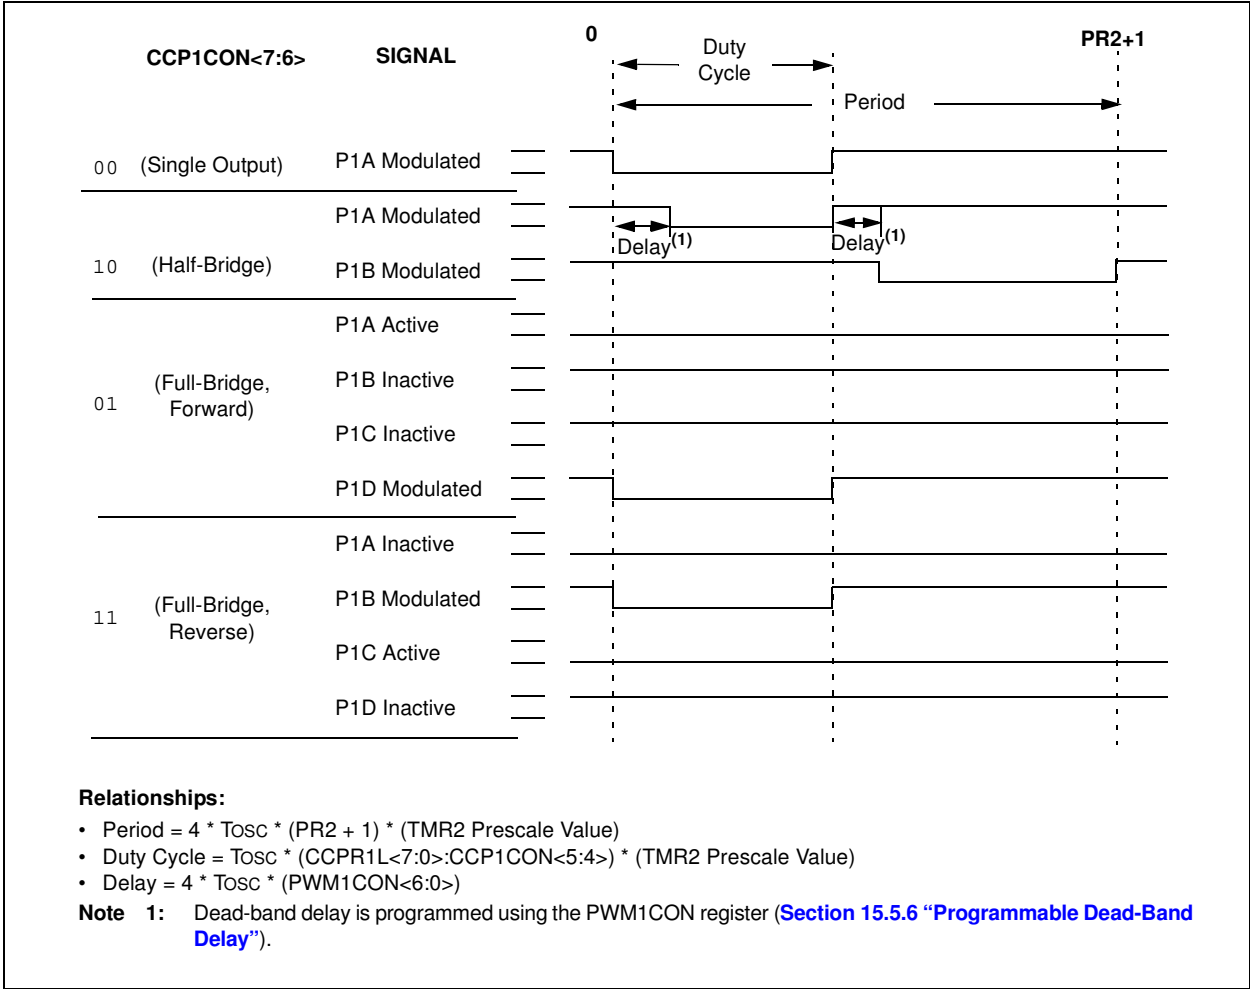 0
PR2+1
CCP1CON<7:6>
SIGNAL
Duty
Cycle
Period
00
(Single Output)
P1A Modulated
P1A Modulated
Delay(1)
Delay(1)
10
(Half-Bridge)
P1B Modulated
P1A Active
P1B Inactive
01
(Full-Bridge,
Forward)
P1C Inactive
P1D Modulated
P1A Inactive
11
(Full-Bridge,
Reverse)
P1B Modulated
P1C Active
P1D Inactive
Relationships:
• Period = 4 * TOSC * (PR2 + 1) * (TMR2 Prescale Value)
• Duty Cycle = TOSC * (CCPR1L<7:0>:CCP1CON<5:4>) * (TMR2 Prescale Value)
• Delay = 4 * TOSC * (PWM1CON<6:0>)
Note 1: Dead-band delay is programmed using the PWM1CON register (Section 15.5.6 “Programmable Dead-Band
Delay”).